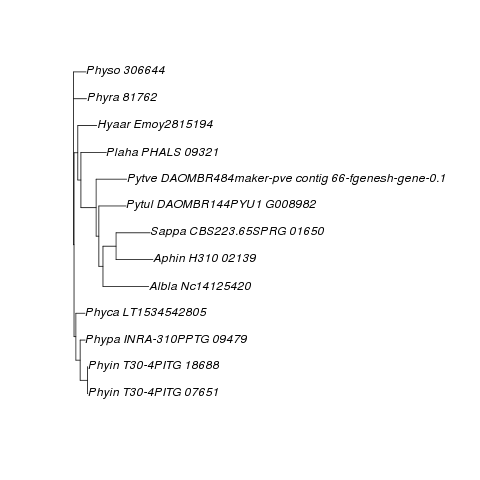 Physo 306644
Phyra 81762
Hyaar Emoy2815194
Plaha PHALS 09321
Pytve DAOMBR484maker-pve contig 66-fgenesh-gene-0.1
Pytul DAOMBR144PYU1 G008982
Sappa CBS223.65SPRG 01650
Aphin H310 02139
Albla Nc14125420
Phyca LT1534542805
Phypa INRA-310PPTG 09479
Phyin T30-4PITG 18688
Phyin T30-4PITG 07651